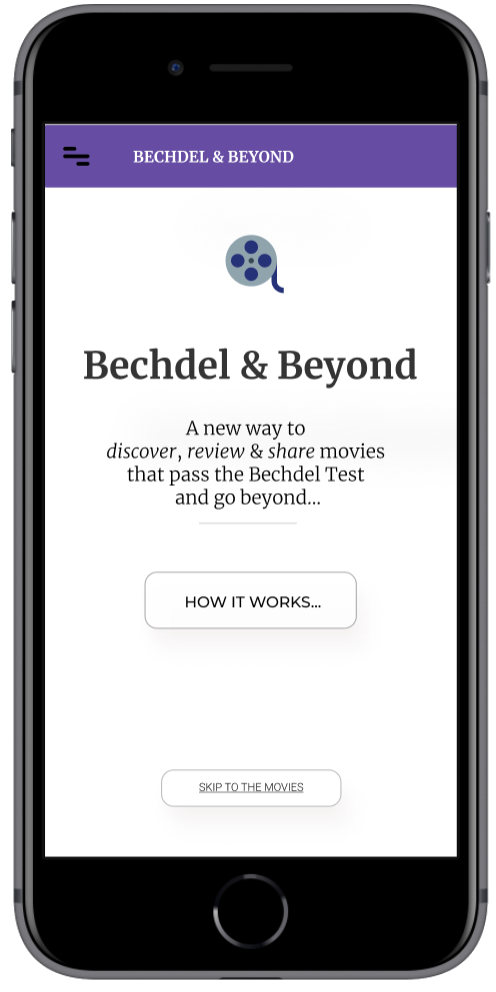 BECHDEL & BEYOND
Bechdel & Beyond
A new way to
discover, review & share movies
that pass the Bechdel Test
and go beyond...
HOW IT WORKS...
SKIP TO THE MOVIES